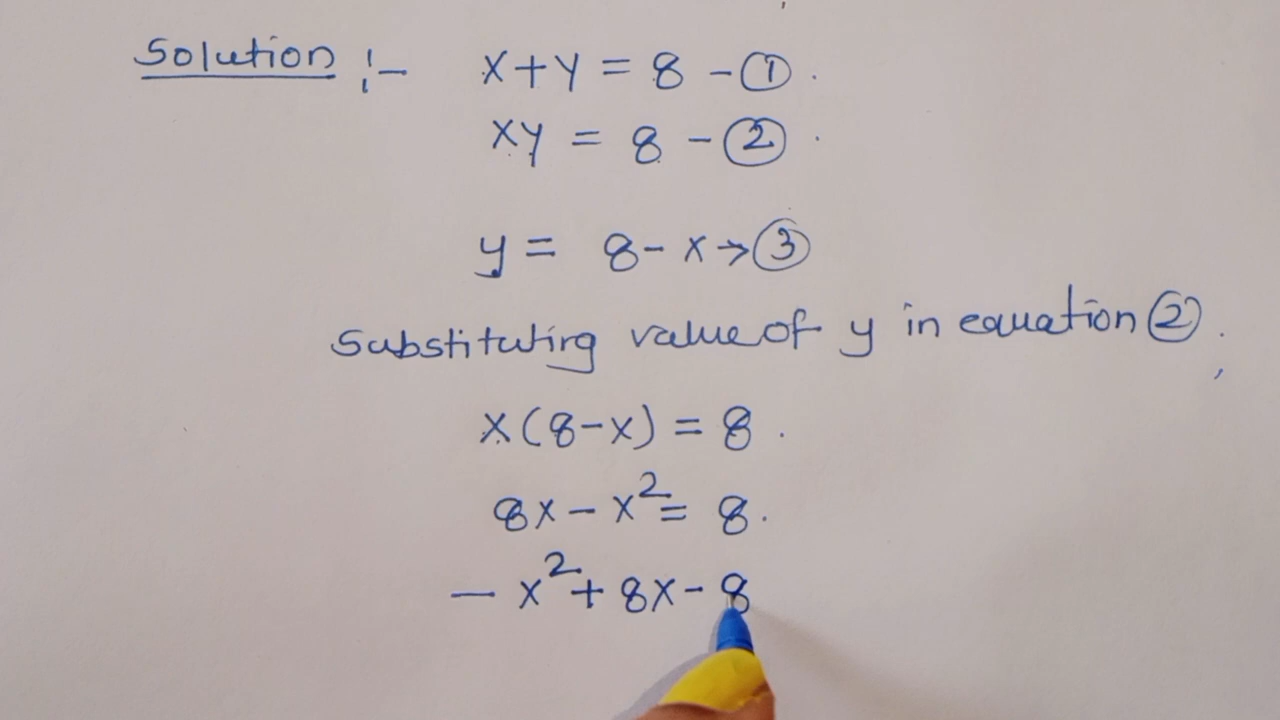 Solution :- x+y = 8 - ① .
xy = 8 - ② .
y = 8 - x → ③
Substituting value of y in equation ② .
x(8-x) = 8 .
8x - x² = 8 .
- x² + 8x - 8